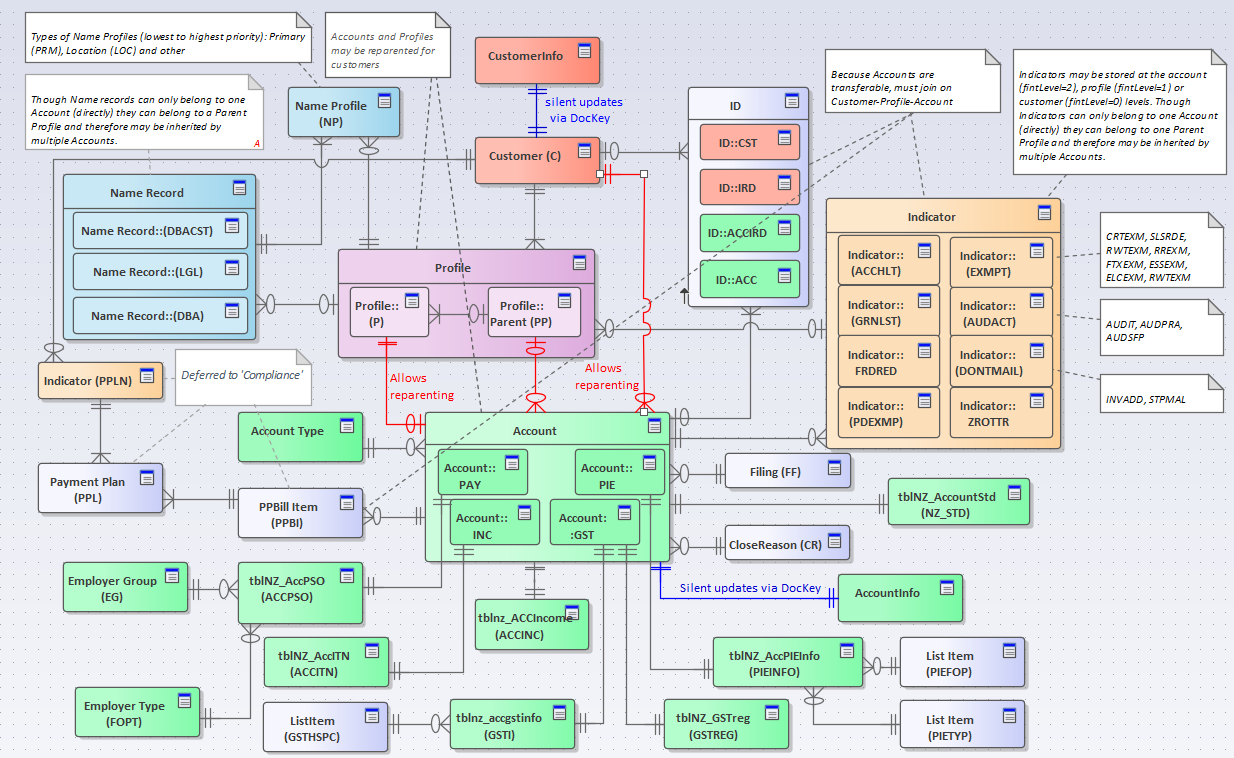 Types of Name Profiles (lowest to highest priority): Primary
(PRM), Location (LOC) and other
Accounts and Profiles
may be reparented for
customers
Though Name records can only belong to one
Account (directly) they can belong to a Parent
Profile and therefore may be inherited by
multiple Accounts.
A
Name Profile
(NP)
CustomerInfo
silent updates
via DocKey
Customer (C)
ID
ID::CST
ID::IRD
ID::ACCIRD
ID::ACC
Because Accounts are
transferable, must join on
Customer-Profile-Account
Indicators may be stored at the account
(fintLevel=2), profile (fintLevel=1) or
customer (fintLevel=0) levels. Though
Indicators can only belong to one Account
(directly) they can belong to one Parent
Profile and therefore may be inherited by
multiple Accounts.
Name Record
Name Record::(DBACST)
Name Record::(LGL)
Name Record::(DBA)
Profile
Profile::
(P)
Profile::
Parent (PP)
Indicator
Indicator::
(ACCHLT)
Indicator::
(EXMPT)
Indicator::
(GRNLST)
Indicator::
(AUDACT)
Indicator::
FRDRED
Indicator::
(DONTMAIL)
Indicator::
(PDEXMP)
Indicator::
ZROTTR
CRTEXM, SLSRDE,
RWTEXM, RREXM,
FTXEXM, ESSEXM,
ELCEXM, RWTEXM
AUDIT, AUDPRA,
AUDSFP
INVADD, STPMAL
Indicator (PPLN)
Deferred to 'Compliance'
Allows
reparenting
Allows
reparenting
Account Type
Account
Account::
PAY
Account::
PIE
Account::
INC
Account:
:GST
Payment Plan
(PPL)
PPBill Item
(PPBI)
Filing (FF)
tblNZ_AccountStd
(NZ_STD)
CloseReason (CR)
Silent updates via DocKey
AccountInfo
Employer Group
(EG)
tblNZ_AccPSO
(ACCPSO)
tblnz_ACCIncome
(ACCINC)
tblNZ_AccITN
(ACCITN)
tblNZ_AccPIEInfo
(PIEINFO)
List Item
(PIEFOP)
Employer Type
(FOPT)
ListItem
(GSTHSPC)
tblnz_accgstinfo
(GSTI)
tblNZ_GSTreg
(GSTREG)
List Item
(PIETYP)